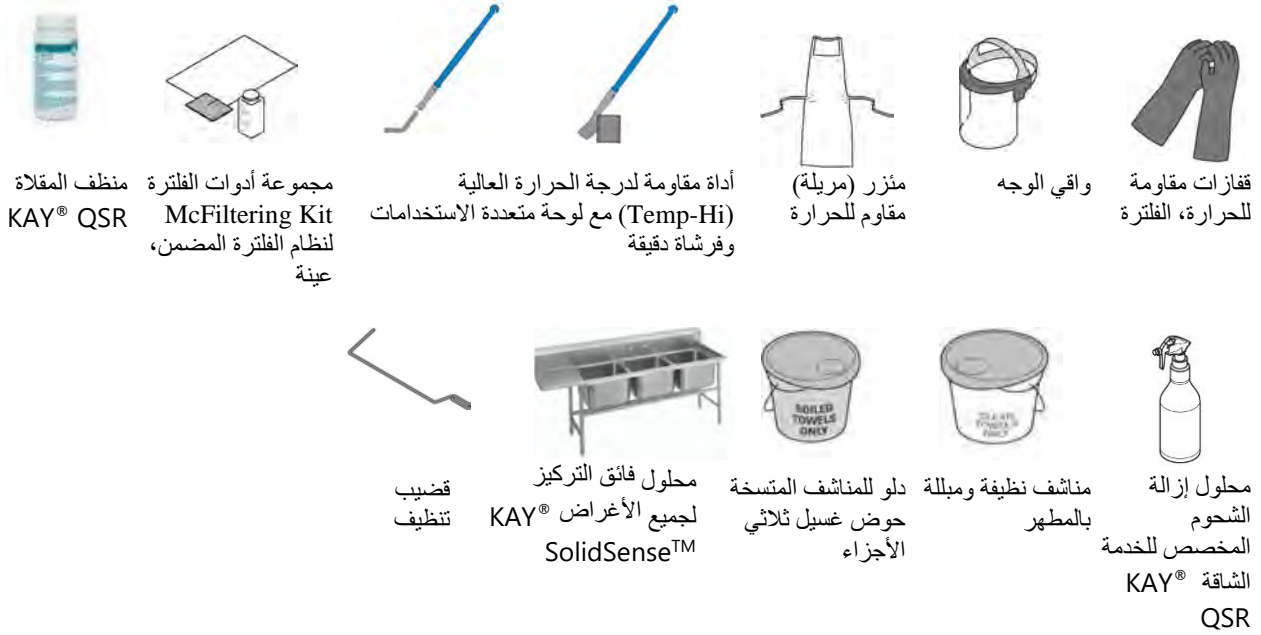 قفازات مقاومة
للحرارة، الفلترة
واقي الوجه
مئزر (مريلة)
مقاوم للحرارة
أداة مقاومة لدرجة الحرارة العالية
(Temp-Hi) مع لوحة متعددة الاستخدامات
وفرشاة دقيقة
مجموعة أدوات الفلترة
McFiltering Kit
لنظام الفلترة المضمن،
عينة
منظف المقلاة
KAY® QSR
SOILED
TOWELS
ONLY
CLEAN
TOWELS
ONLY
محلول إزالة
الشحوم
المخصص للخدمة
الشاقة KAY®
QSR
مناشف نظيفة ومبللة
بالمطهر
دلو للمناشف المتسخة
حوض غسيل ثلاثي
الأجزاء
محلول فائق التركيز
لجميع الأغراض KAY®
SolidSense™
قضيب
تنظيف